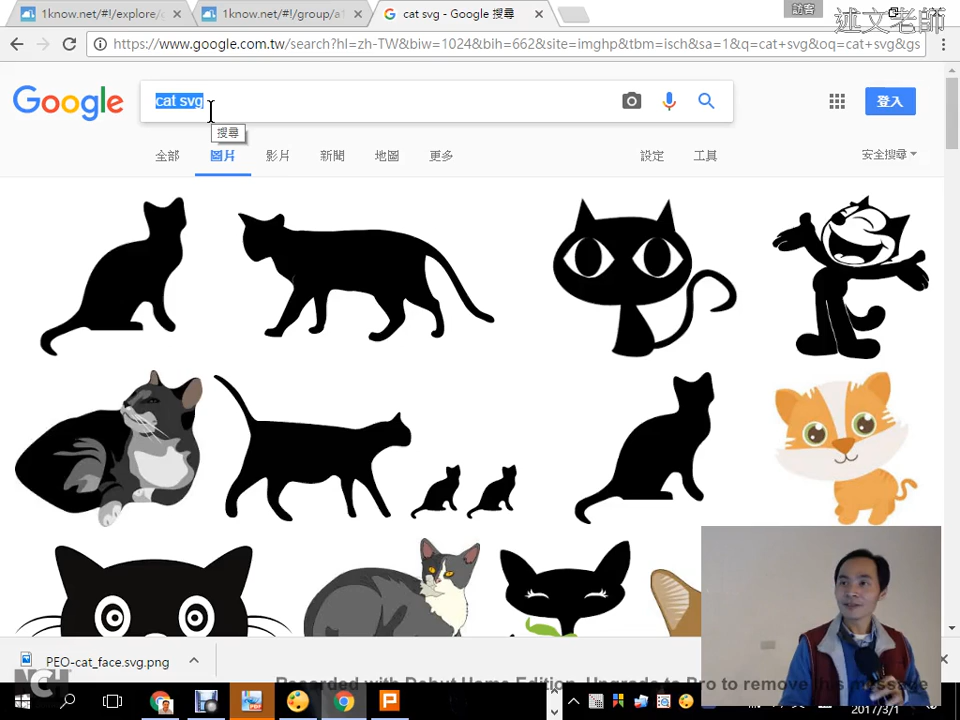 1know.net/#!/explore/
1know.net/#!/group/a1
cat svg - Google 搜尋
訪客
述文老師
https://www.google.com.tw/search?hl=zh-TW&biw=1024&bih=662&site=imghp&tbm=isch&sa=1&q=cat+svg&oq=cat+svg&gs
Google
cat svg
登入
搜尋
全部
圖片
影片
新聞
地圖
更多
設定
工具
安全搜尋
PEO-cat_face.svg.png
NCH
Recorded with Debut Home Edition. Upgrade to Pro to remove this message
2017/3/1